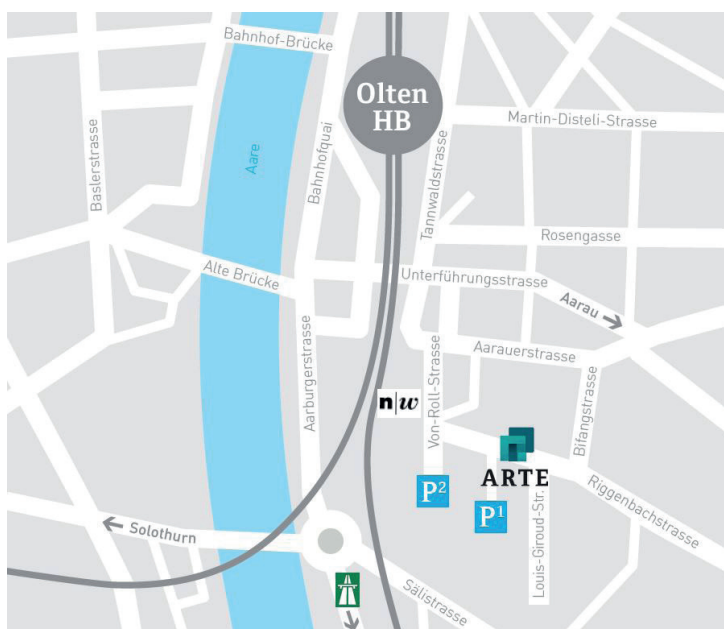 Bahnhof-Brücke
Olten
HB
Martin-Disteli-Strasse
Baslerstrasse
Aare
Bahnhofquai
Tannwaldstrasse
Rosengasse
Alte Brücke
Unterführungsstrasse
Aarau
Aarburgerstrasse
Von-Roll-Strasse
Aarauerstrasse
n|w
Bifangstrasse
ARTE
P²
P¹
Riggenbachstrasse
Louis-Giroud-Str.
Solothurn
Sälistrasse